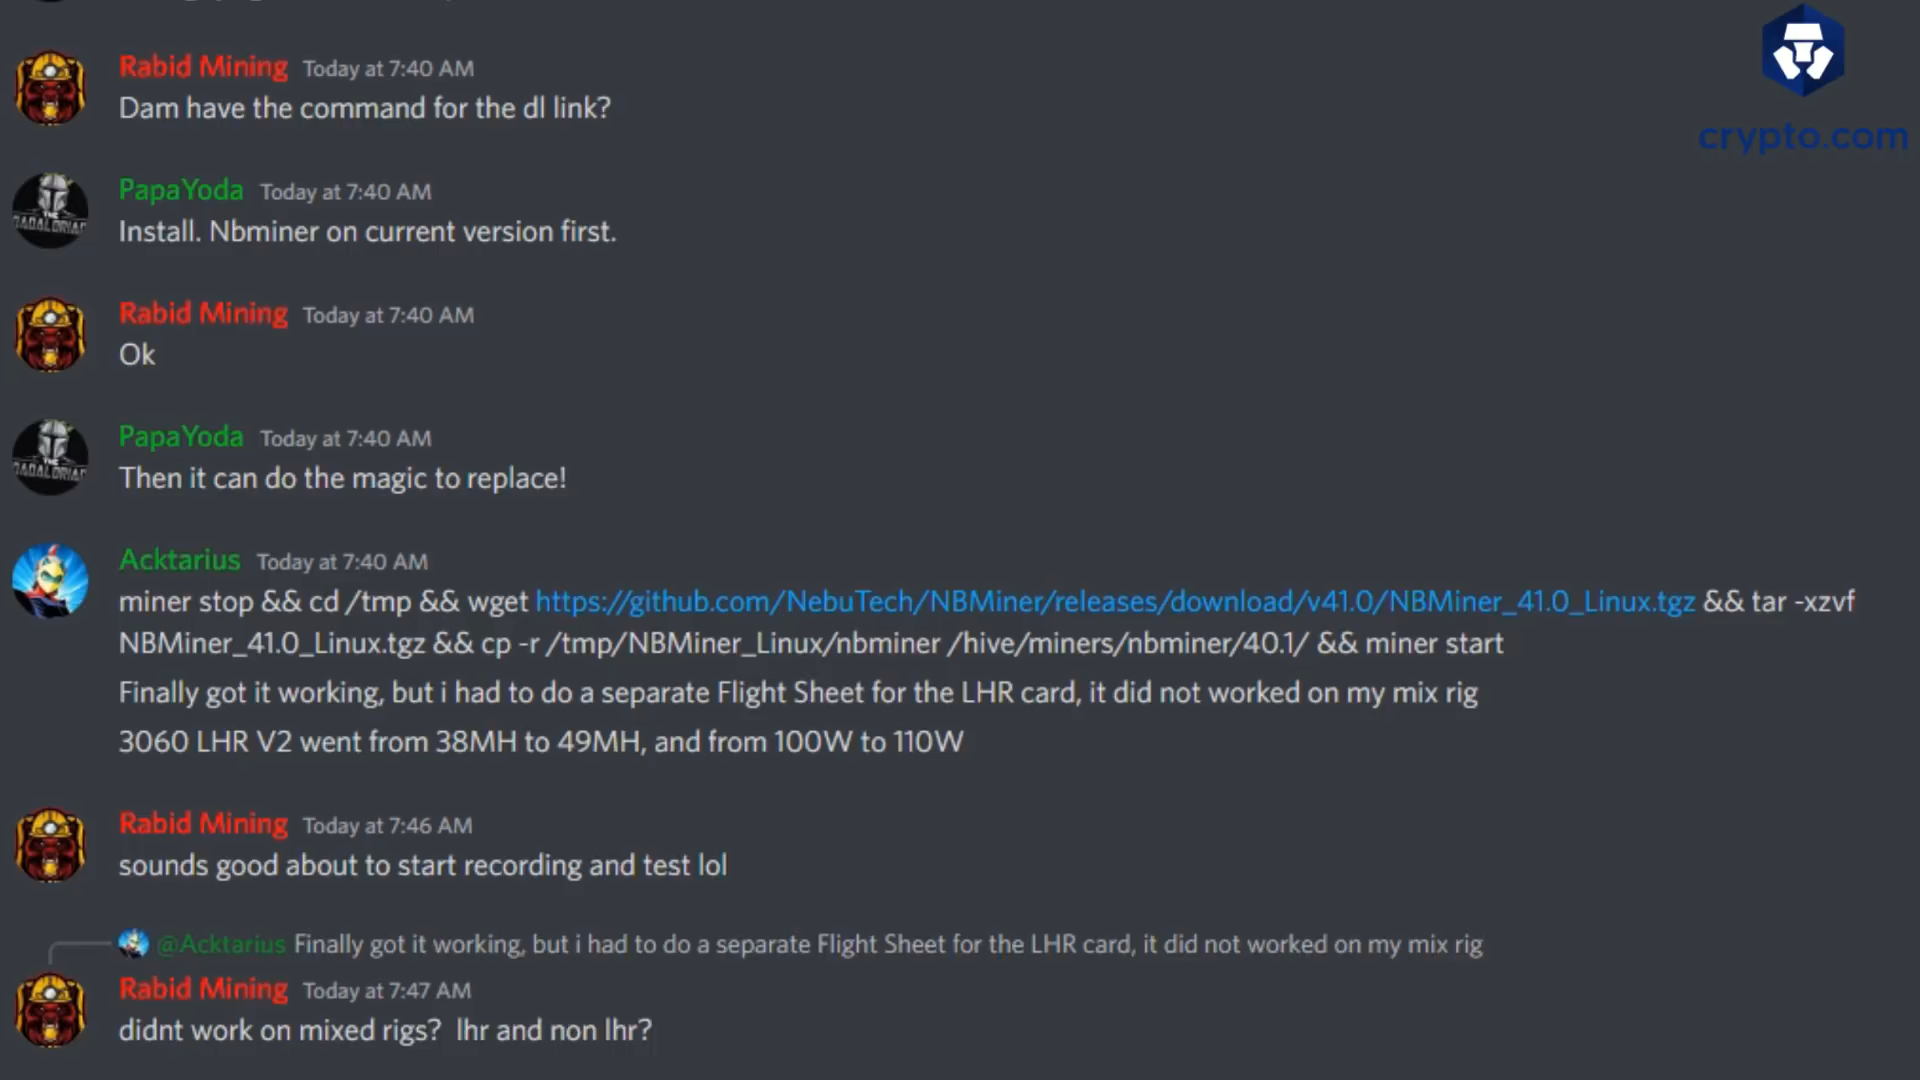 crypto.com
Rabid Mining Today at 7:40 AM
Dam have the command for the dl link?
PapaYoda Today at 7:40 AM
Install. Nbminer on current version first.
Rabid Mining Today at 7:40 AM
Ok
PapaYoda Today at 7:40 AM
Then it can do the magic to replace!
Acktarius Today at 7:40 AM
miner stop && cd /tmp && wget https://github.com/NebuTech/NBMiner/releases/download/v41.0/NBMiner_41.0_Linux.tgz && tar -xzvf
NBMiner_41.0_Linux.tgz && cp -r /tmp/NBMiner_Linux/nbminer /hive/miners/nbminer/40.1/ && miner start
Finally got it working, but i had to do a separate Flight Sheet for the LHR card, it did not worked on my mix rig
3060 LHR V2 went from 38MH to 49MH, and from 100W to 110W
Rabid Mining Today at 7:46 AM
sounds good about to start recording and test lol
@Acktarius Finally got it working, but i had to do a separate Flight Sheet for the LHR card, it did not worked on my mix rig
Rabid Mining Today at 7:47 AM
didnt work on mixed rigs? lhr and non lhr?